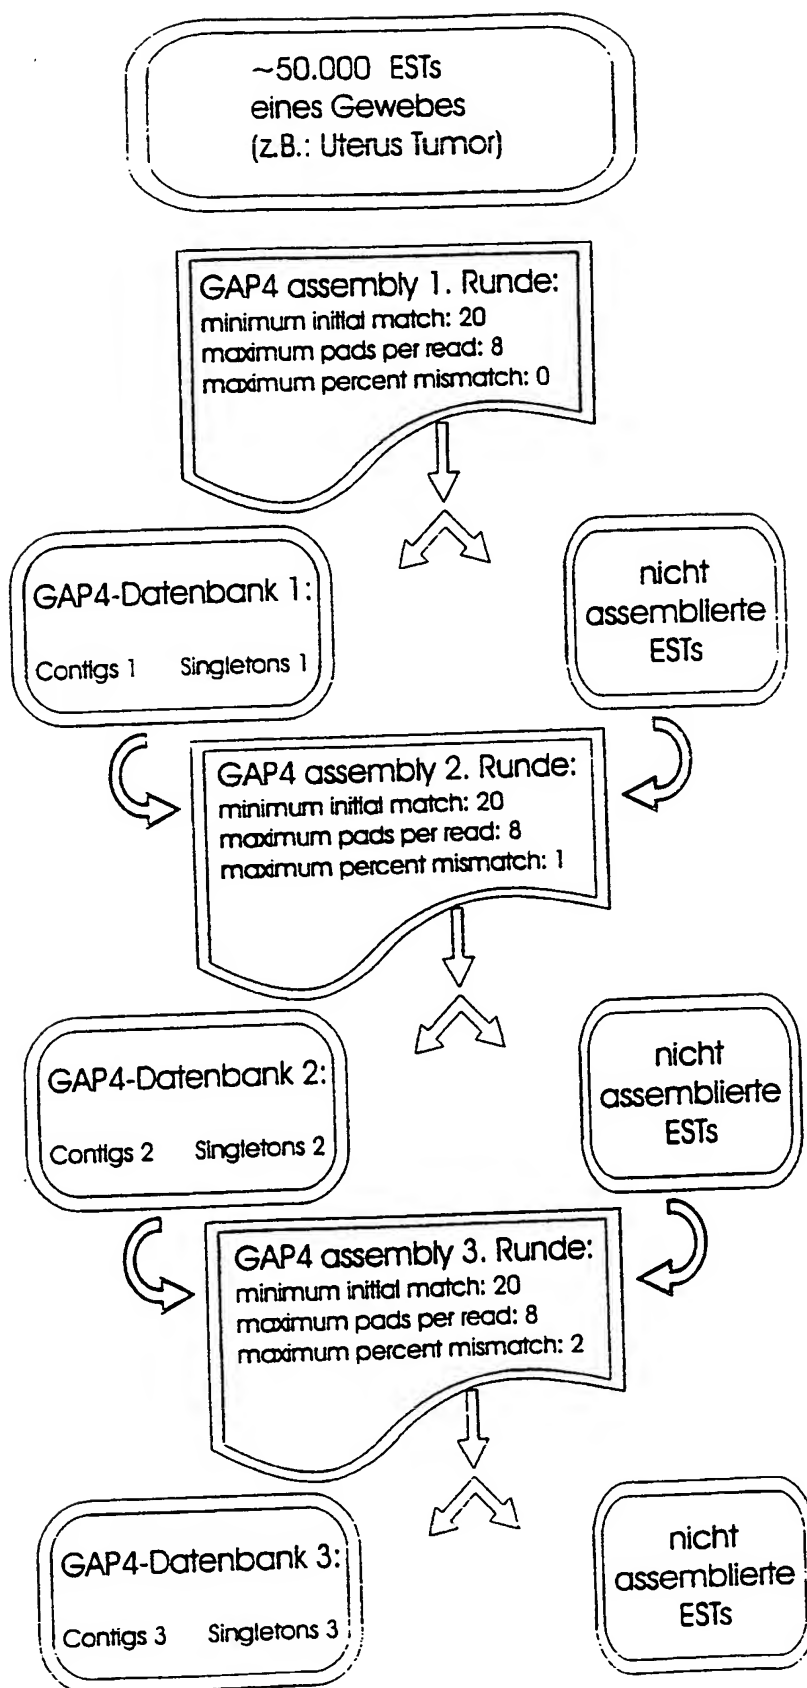 ~50.000 ESTs
eines Gewebes
(z.B.: Uterus Tumor)
GAP4 assembly 1. Runde:
minimum initial match: 20
maximum pads per read: 8
maximum percent mismatch: 0
GAP4-Datenbank 1:
Contigs 1 Singletons 1
nicht
assemblierte
ESTs
GAP4 assembly 2. Runde:
minimum initial match: 20
maximum pads per read: 8
maximum percent mismatch: 1
GAP4-Datenbank 2:
Contigs 2 Singletons 2
nicht
assemblierte
ESTs
GAP4 assembly 3. Runde:
minimum initial match: 20
maximum pads per read: 8
maximum percent mismatch: 2
GAP4-Datenbank 3:
Contigs 3 Singletons 3
nicht
assemblierte
ESTs